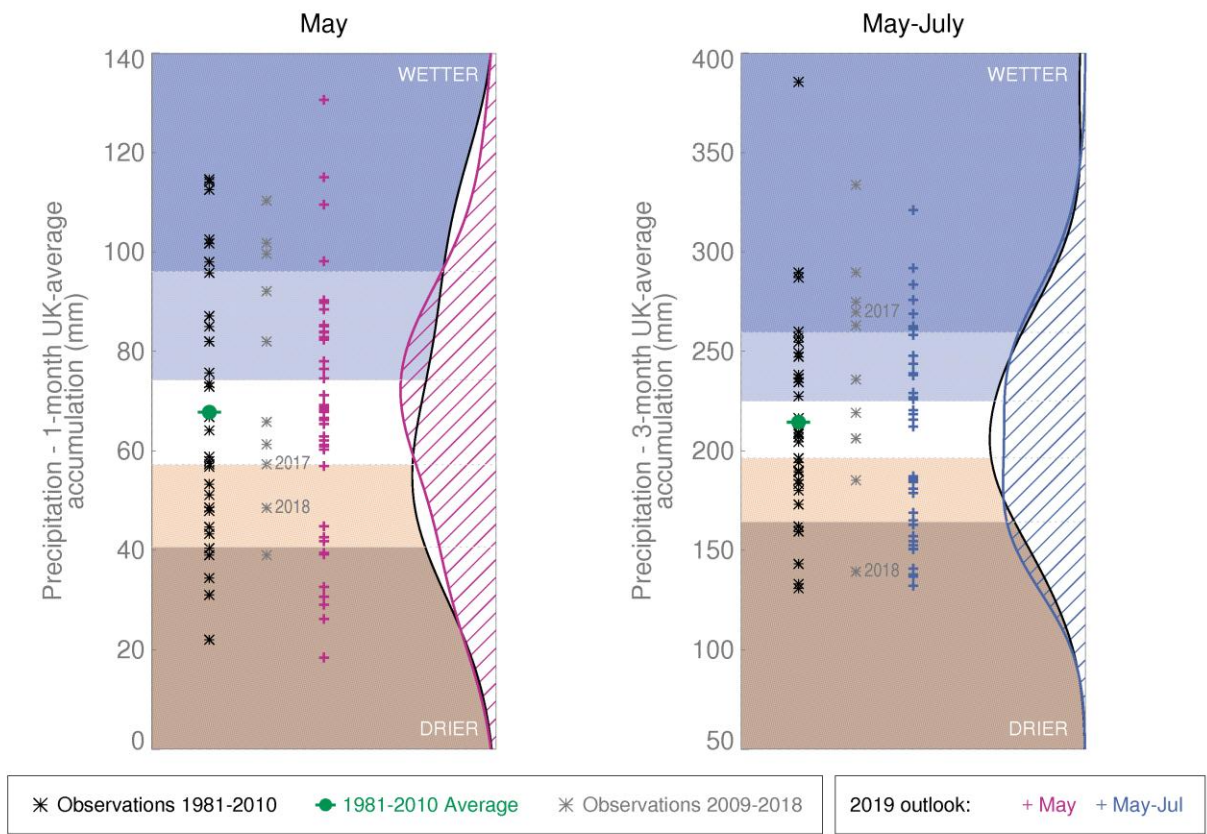 May
Precipitation - 1-month UK-average
accumulation (mm)
140
120
100
80
60
40
20
0
WETTER
2017
2018
DRIER
May-July
Precipitation - 3-month UK-average
accumulation (mm)
400
350
300
250
200
150
100
50
WETTER
2017
2018
DRIER
Observations 1981-2010
1981-2010 Average
Observations 2009-2018
2019 outlook:
May
May-Jul